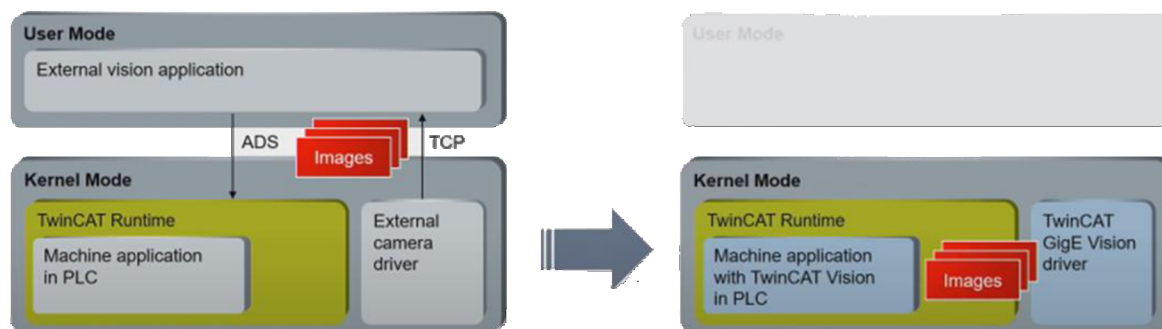 User Mode
External vision application
ADS
Images
TCP
Kernel Mode
TwinCAT Runtime
Machine application
in PLC
External
camera
driver
User Mode
Kernel Mode
TwinCAT Runtime
Machine application
with TwinCAT Vision
in PLC
Images
TwinCAT
GigE Vision
driver